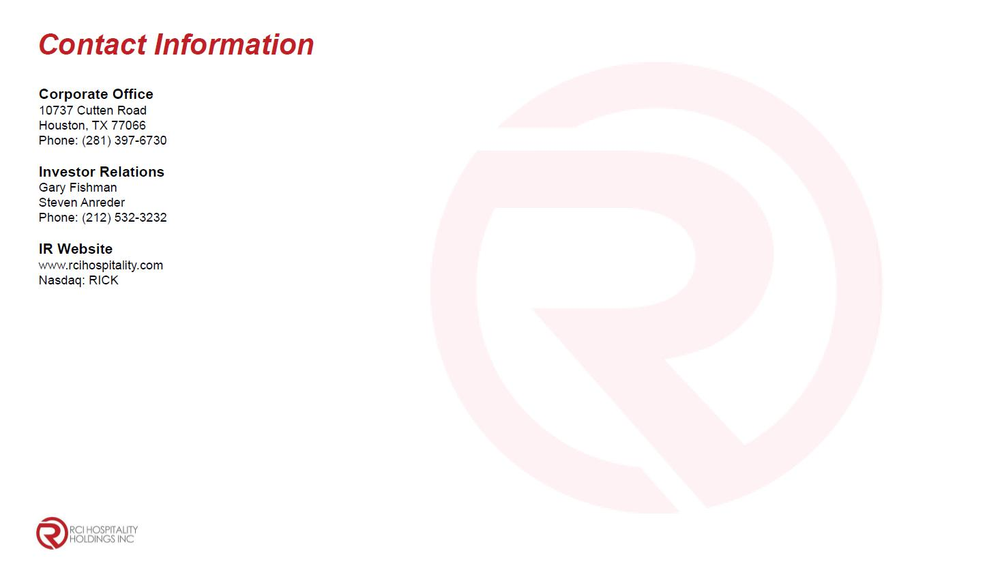 Contact Information
Corporate Office
10737 Cutten Road
Houston, TX 77066
Phone: (281) 397-6730
Investor Relations
Gary Fishman
Steven Anreder
Phone: (212) 532-3232
IR Website
www.rcihospitality.com
Nasdaq: RICK
RCI HOSPITALITY
HOLDINGS INC